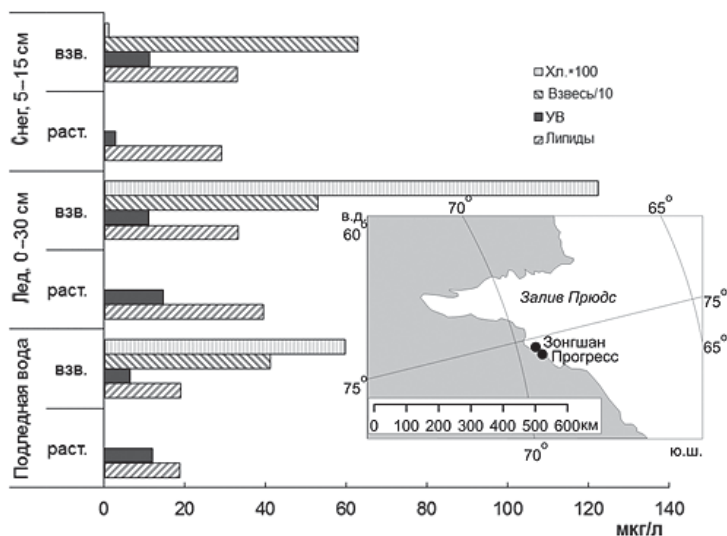 Снег, 5–15 см
взв.
раст.
Лед, 0–30 см
взв.
раст.
Подледная вода
взв.
раст.
Хл.*100
Взвесь/10
УВ
Липиды
в.д.
60°
70°
65°
75°
65°
Залив Прюдс
Зонгшан
Прогресс
75°
0 100 200 300 400 500 600км
70°
ю.ш.
0 20 40 60 80 100 120 140
мкг/л